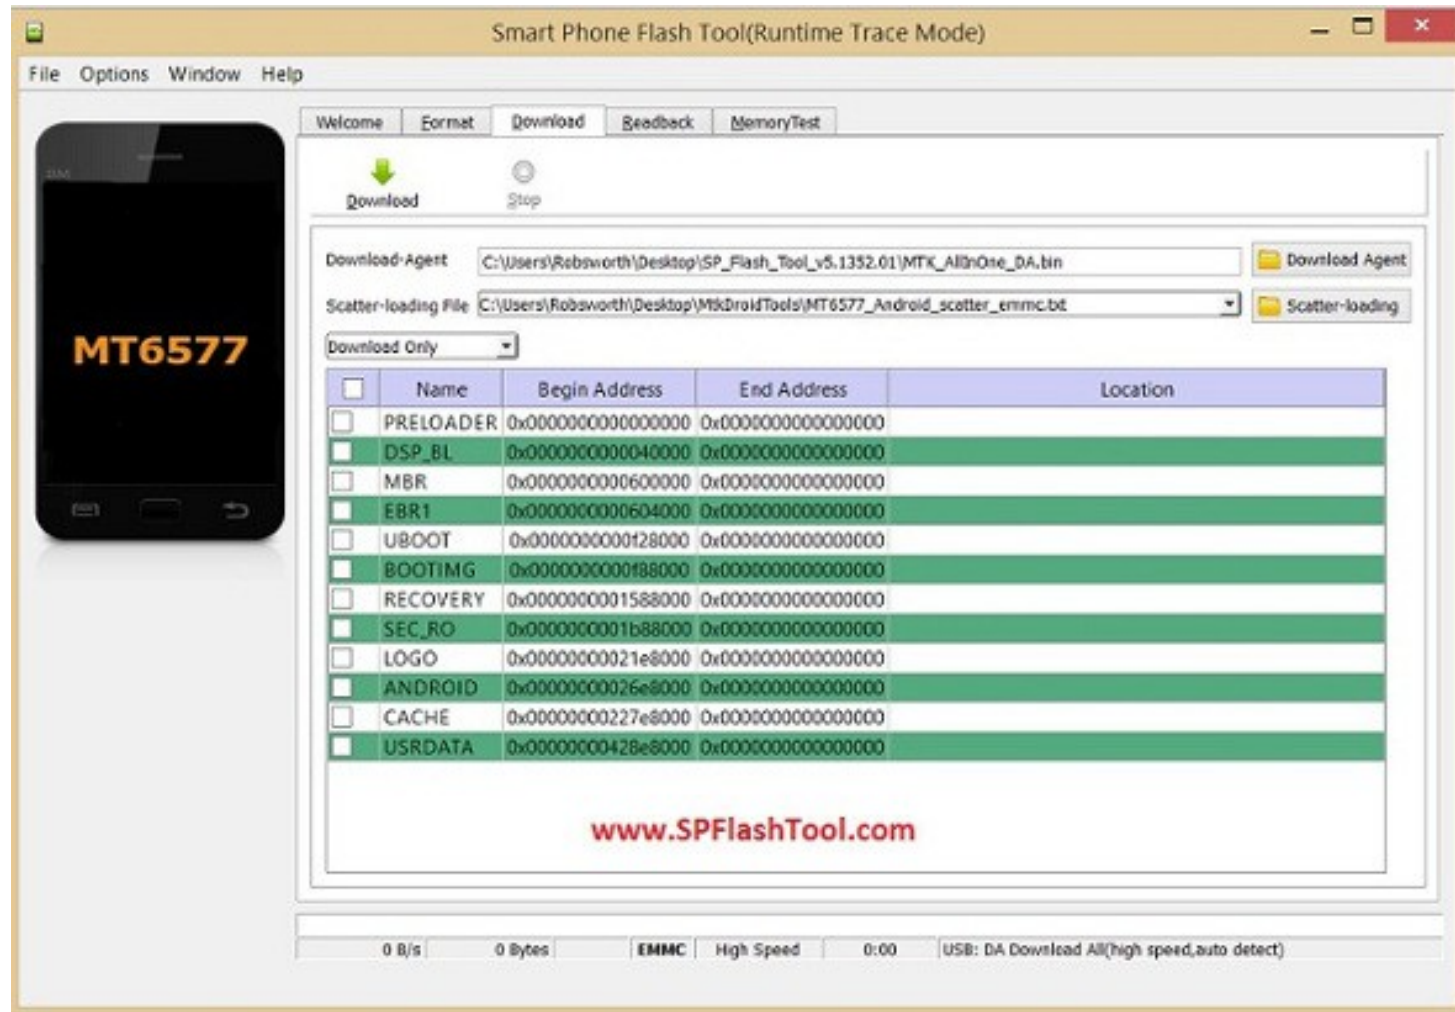 Smart Phone Flash Tool(Runtime Trace Mode)
File Options Window Help
Welcome Format Download Readback MemoryTest
Download Stop
Download-Agent C:\Users\Robsworth\Desktop\SP_Flash_Tool_v5.1352.01\MTK_AllInOne_DA.bin Download Agent
Scatter-loading File C:\Users\Robsworth\Desktop\MtkDroidTools\MT6577_Android_scatter_emmc.txt Scatter-loading
Download Only
MT6577
Name Begin Address End Address Location
PRELOADER 0x0000000000000000 0x0000000000000000
DSP_BL 0x0000000000040000 0x0000000000000000
MBR 0x0000000000600000 0x0000000000000000
EBR1 0x0000000000604000 0x0000000000000000
UBOOT 0x0000000000f28000 0x0000000000000000
BOOTIMG 0x0000000000f88000 0x0000000000000000
RECOVERY 0x0000000001588000 0x0000000000000000
SEC_RO 0x0000000001b88000 0x0000000000000000
LOGO 0x00000000021e8000 0x0000000000000000
ANDROID 0x00000000026e8000 0x0000000000000000
CACHE 0x00000000227e8000 0x0000000000000000
USRDATA 0x00000000428e8000 0x0000000000000000
www.SPFlashTool.com
0 B/s 0 Bytes EMMC High Speed 0:00 USB: DA Download All(high speed,auto detect)